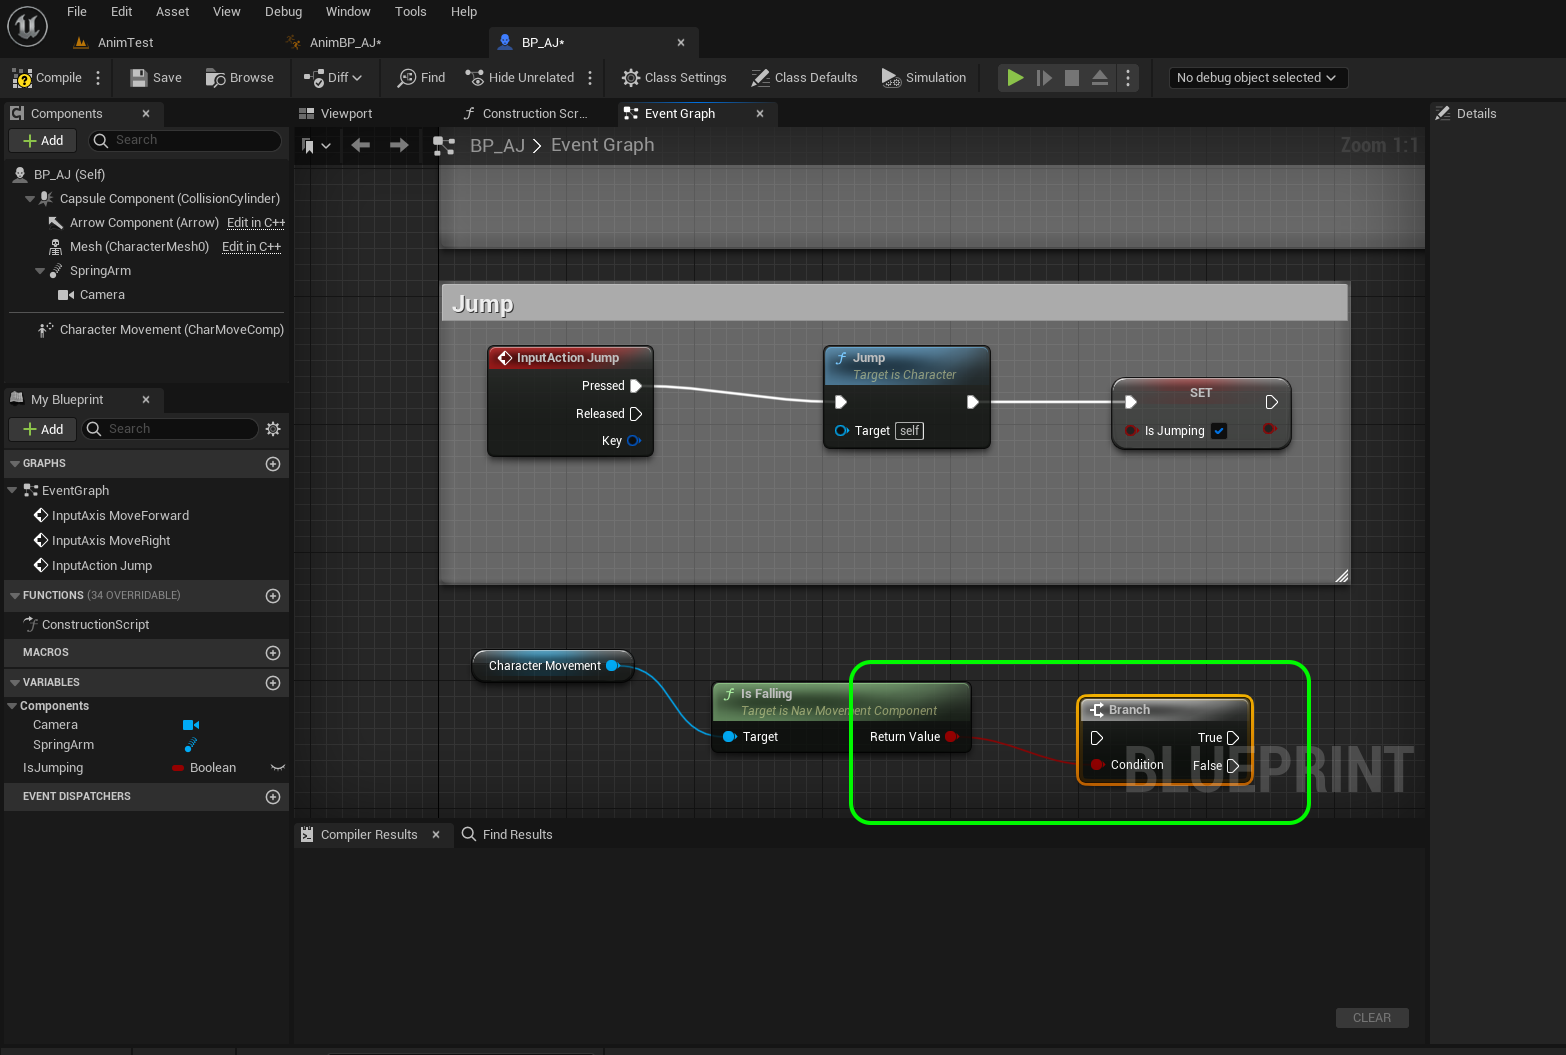 File Edit Asset View Debug Window Tools Help
AnimTest AnimBP_AJ* BP_AJ*
Compile Save Browse Diff Find Hide Unrelated Class Settings Class Defaults Simulation No debug object selected
Components Viewport Construction Scr... Event Graph Details
Add Search
BP_AJ > Event Graph Zoom 1:1
BP_AJ (Self)
Capsule Component (CollisionCylinder)
Arrow Component (Arrow) Edit in C++
Mesh (CharacterMesh0) Edit in C++
SpringArm
Camera
Character Movement (CharMoveComp)
My Blueprint
Add Search
GRAPHS
EventGraph
InputAxis MoveForward
InputAxis MoveRight
InputAction Jump
FUNCTIONS (34 OVERRIDABLE)
ConstructionScript
MACROS
VARIABLES
Components
Camera
SpringArm
IsJumping Boolean
EVENT DISPATCHERS
Jump
InputAction Jump
Pressed
Released
Key
Jump
Target is Character
Target self
SET
Is Jumping
Character Movement
Is Falling
Target is Nav Movement Component
Target Return Value
Branch
True
Condition False
BLUEPRINT
Compiler Results Find Results
CLEAR